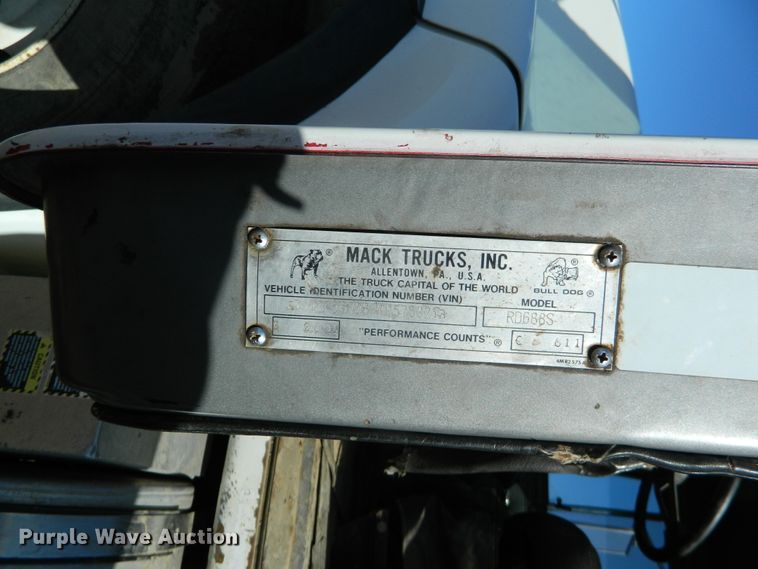 MACK TRUCKS, INC.
ALLENTOWN, PA., U.S.A.
THE TRUCK CAPITAL OF THE WORLD
BULL DOG ®
VEHICLE IDENTIFICATION NUMBER (VIN)
MODEL
RD688S
"PERFORMANCE COUNTS" ®
611
Purple Wave Auction